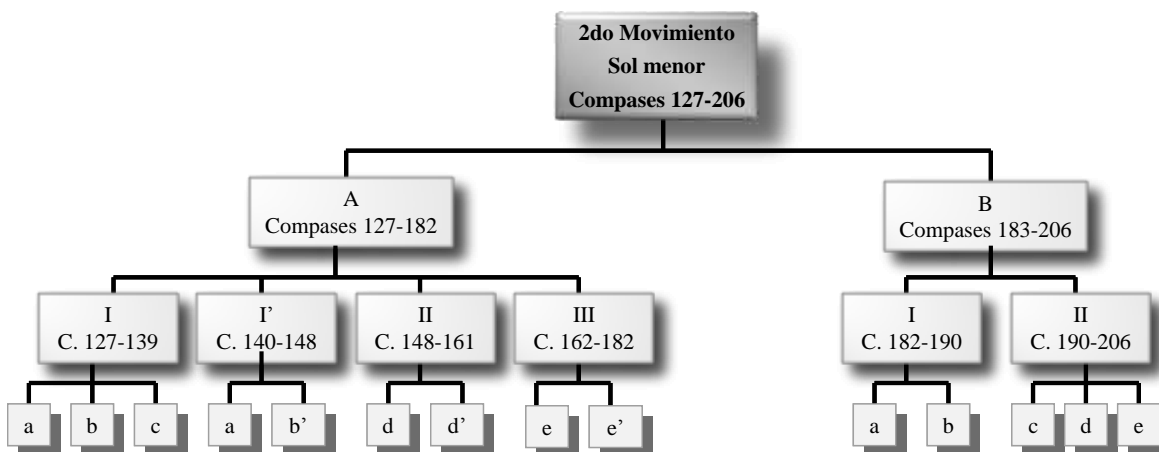 2do Movimiento
Sol menor
Compases 127-206
A
Compases 127-182
B
Compases 183-206
I
C. 127-139
I’
C. 140-148
II
C. 148-161
III
C. 162-182
I
C. 182-190
II
C. 190-206
a
b
c
a
b’
d
d’
e
e’
a
b
c
d
e